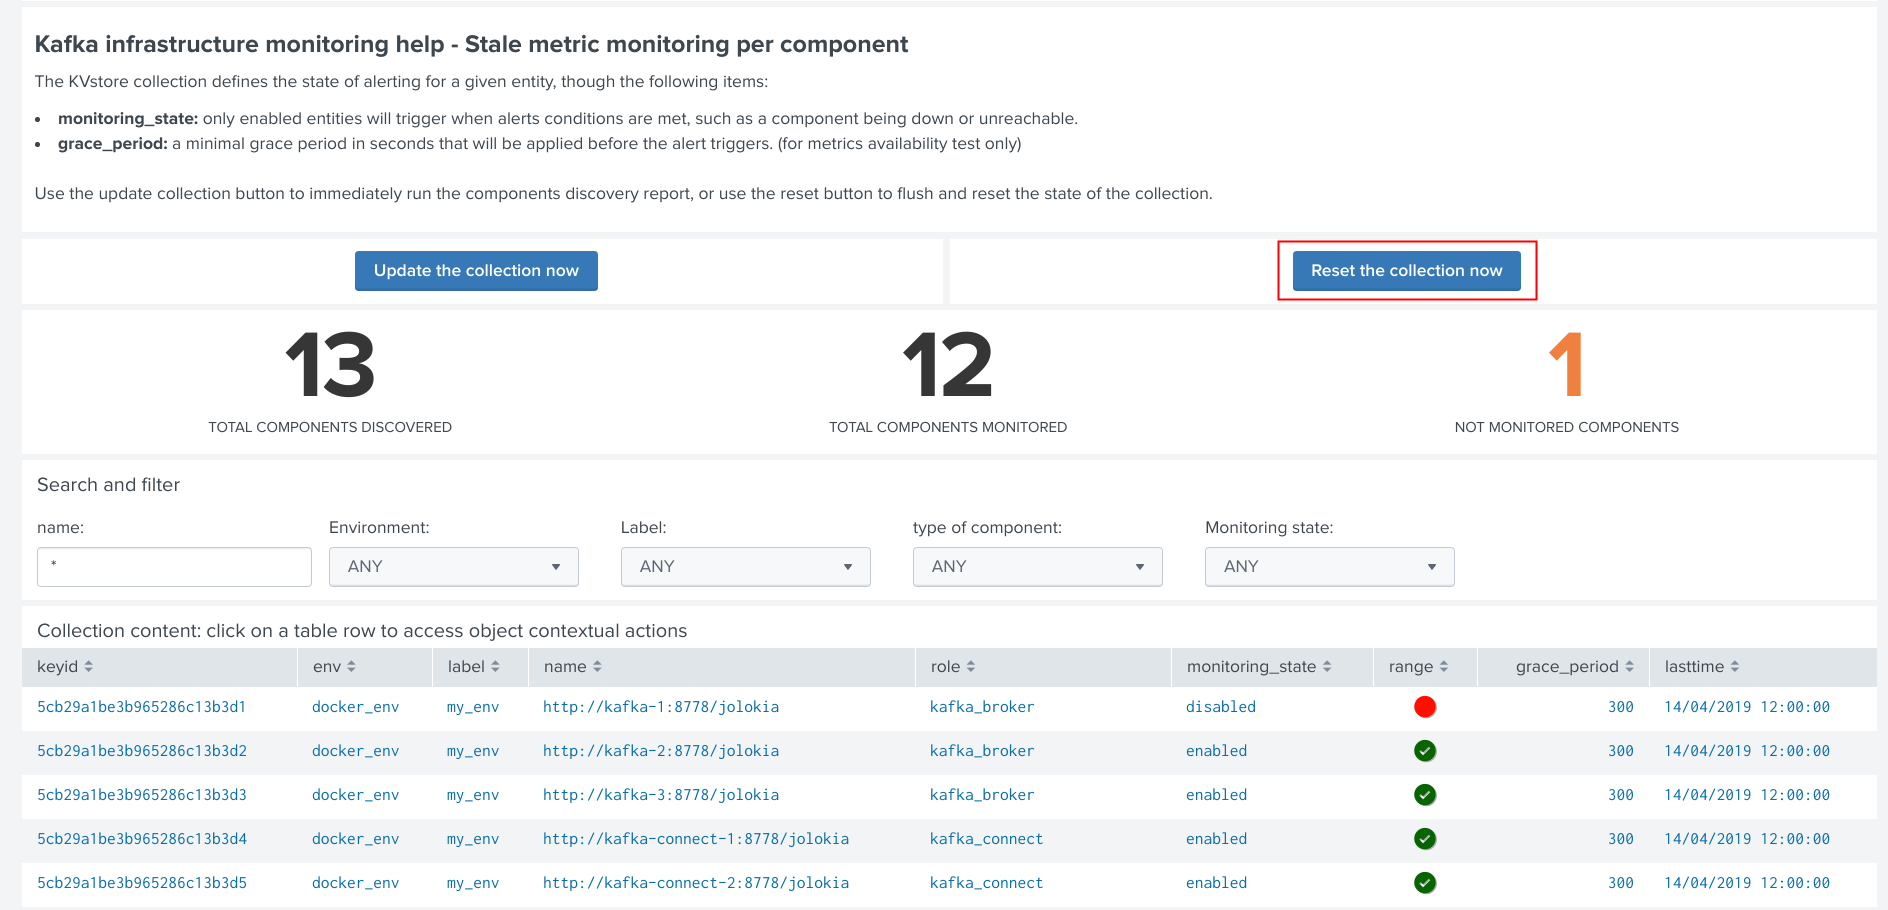 Kafka infrastructure monitoring help - Stale metric monitoring per component
The KVstore collection defines the state of alerting for a given entity, though the following items:
• monitoring_state: only enabled entities will trigger when alerts conditions are met, such as a component being down or unreachable.
• grace_period: a minimal grace period in seconds that will be applied before the alert triggers. (for metrics availability test only)
Use the update collection button to immediately run the components discovery report, or use the reset button to flush and reset the state of the collection.
Update the collection now Reset the collection now
13 12 1
TOTAL COMPONENTS DISCOVERED TOTAL COMPONENTS MONITORED NOT MONITORED COMPONENTS
Search and filter
name: Environment: Label: type of component: Monitoring state:
* ANY ANY ANY ANY
Collection content: click on a table row to access object contextual actions
keyid env label name role monitoring_state range grace_period lasttime
5cb29a1be3b965286c13b3d1 docker_env my_env http://kafka-1:8778/jolokia kafka_broker disabled 300 14/04/2019 12:00:00
5cb29a1be3b965286c13b3d2 docker_env my_env http://kafka-2:8778/jolokia kafka_broker enabled 300 14/04/2019 12:00:00
5cb29a1be3b965286c13b3d3 docker_env my_env http://kafka-3:8778/jolokia kafka_broker enabled 300 14/04/2019 12:00:00
5cb29a1be3b965286c13b3d4 docker_env my_env http://kafka-connect-1:8778/jolokia kafka_connect enabled 300 14/04/2019 12:00:00
5cb29a1be3b965286c13b3d5 docker_env my_env http://kafka-connect-2:8778/jolokia kafka_connect enabled 300 14/04/2019 12:00:00